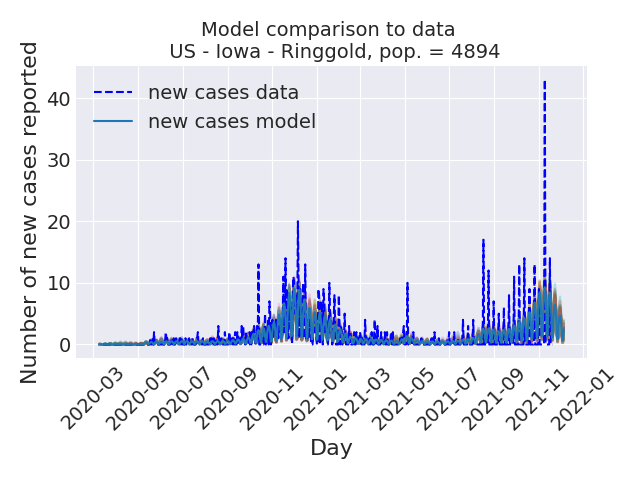 Model comparison to data
US - Iowa - Ringgold, pop. = 4894
Number of new cases reported
new cases data
new cases model
40
30
20
10
0
2020-03
2020-05
2020-07
2020-09
2020-11
2021-01
2021-03
2021-05
2021-07
2021-09
2021-11
2022-01
Day